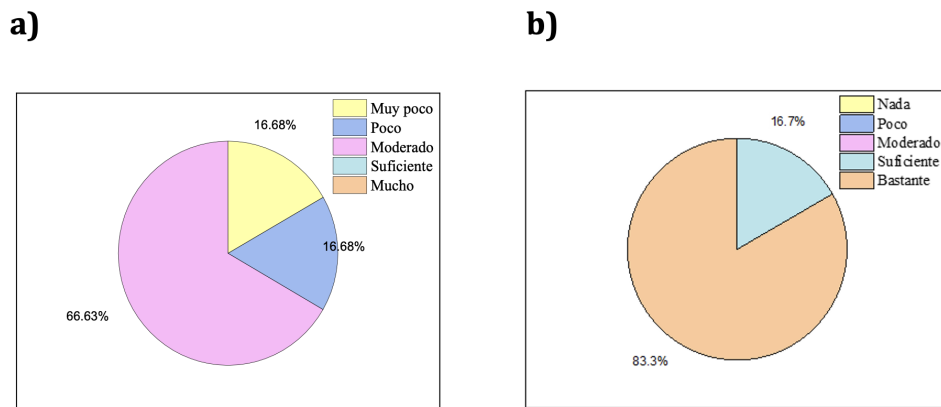 a)
16.68%
Muy poco
Poco
Moderado
Suficiente
Mucho
16.68%
66.63%
b)
16.7%
Nada
Poco
Moderado
Suficiente
Bastante
83.3%